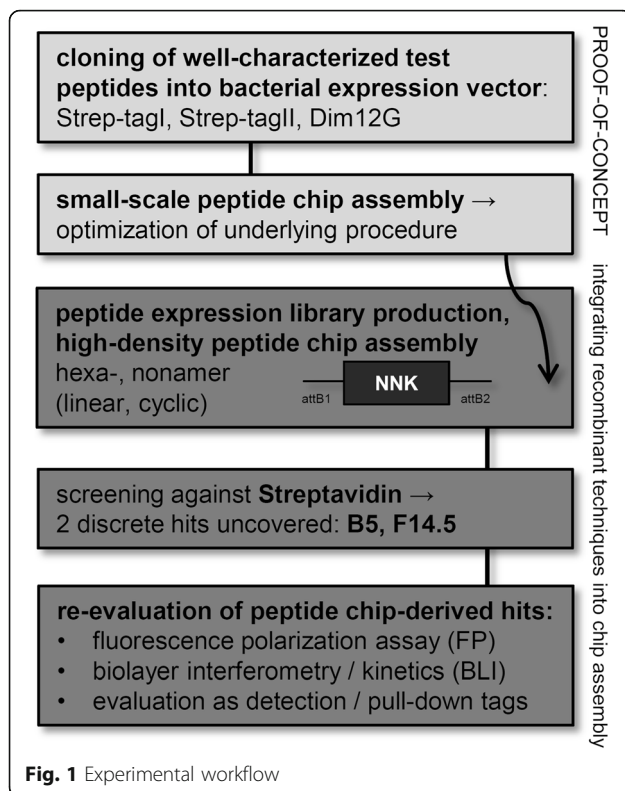 cloning of well-characterized test
peptides into bacterial expression vector:
Strep-tagI, Strep-tagII, Dim12G
small-scale peptide chip assembly →
optimization of underlying procedure
peptide expression library production,
high-density peptide chip assembly
hexa-, nonamer
(linear, cyclic)
attB1
NNK
attB2
screening against Streptavidin →
2 discrete hits uncovered: B5, F14.5
re-evaluation of peptide chip-derived hits:
• fluorescence polarization assay (FP)
• biolayer interferometry / kinetics (BLI)
• evaluation as detection / pull-down tags
PROOF-OF-CONCEPT integrating recombinant techniques into chip assembly
Fig. 1 Experimental workflow